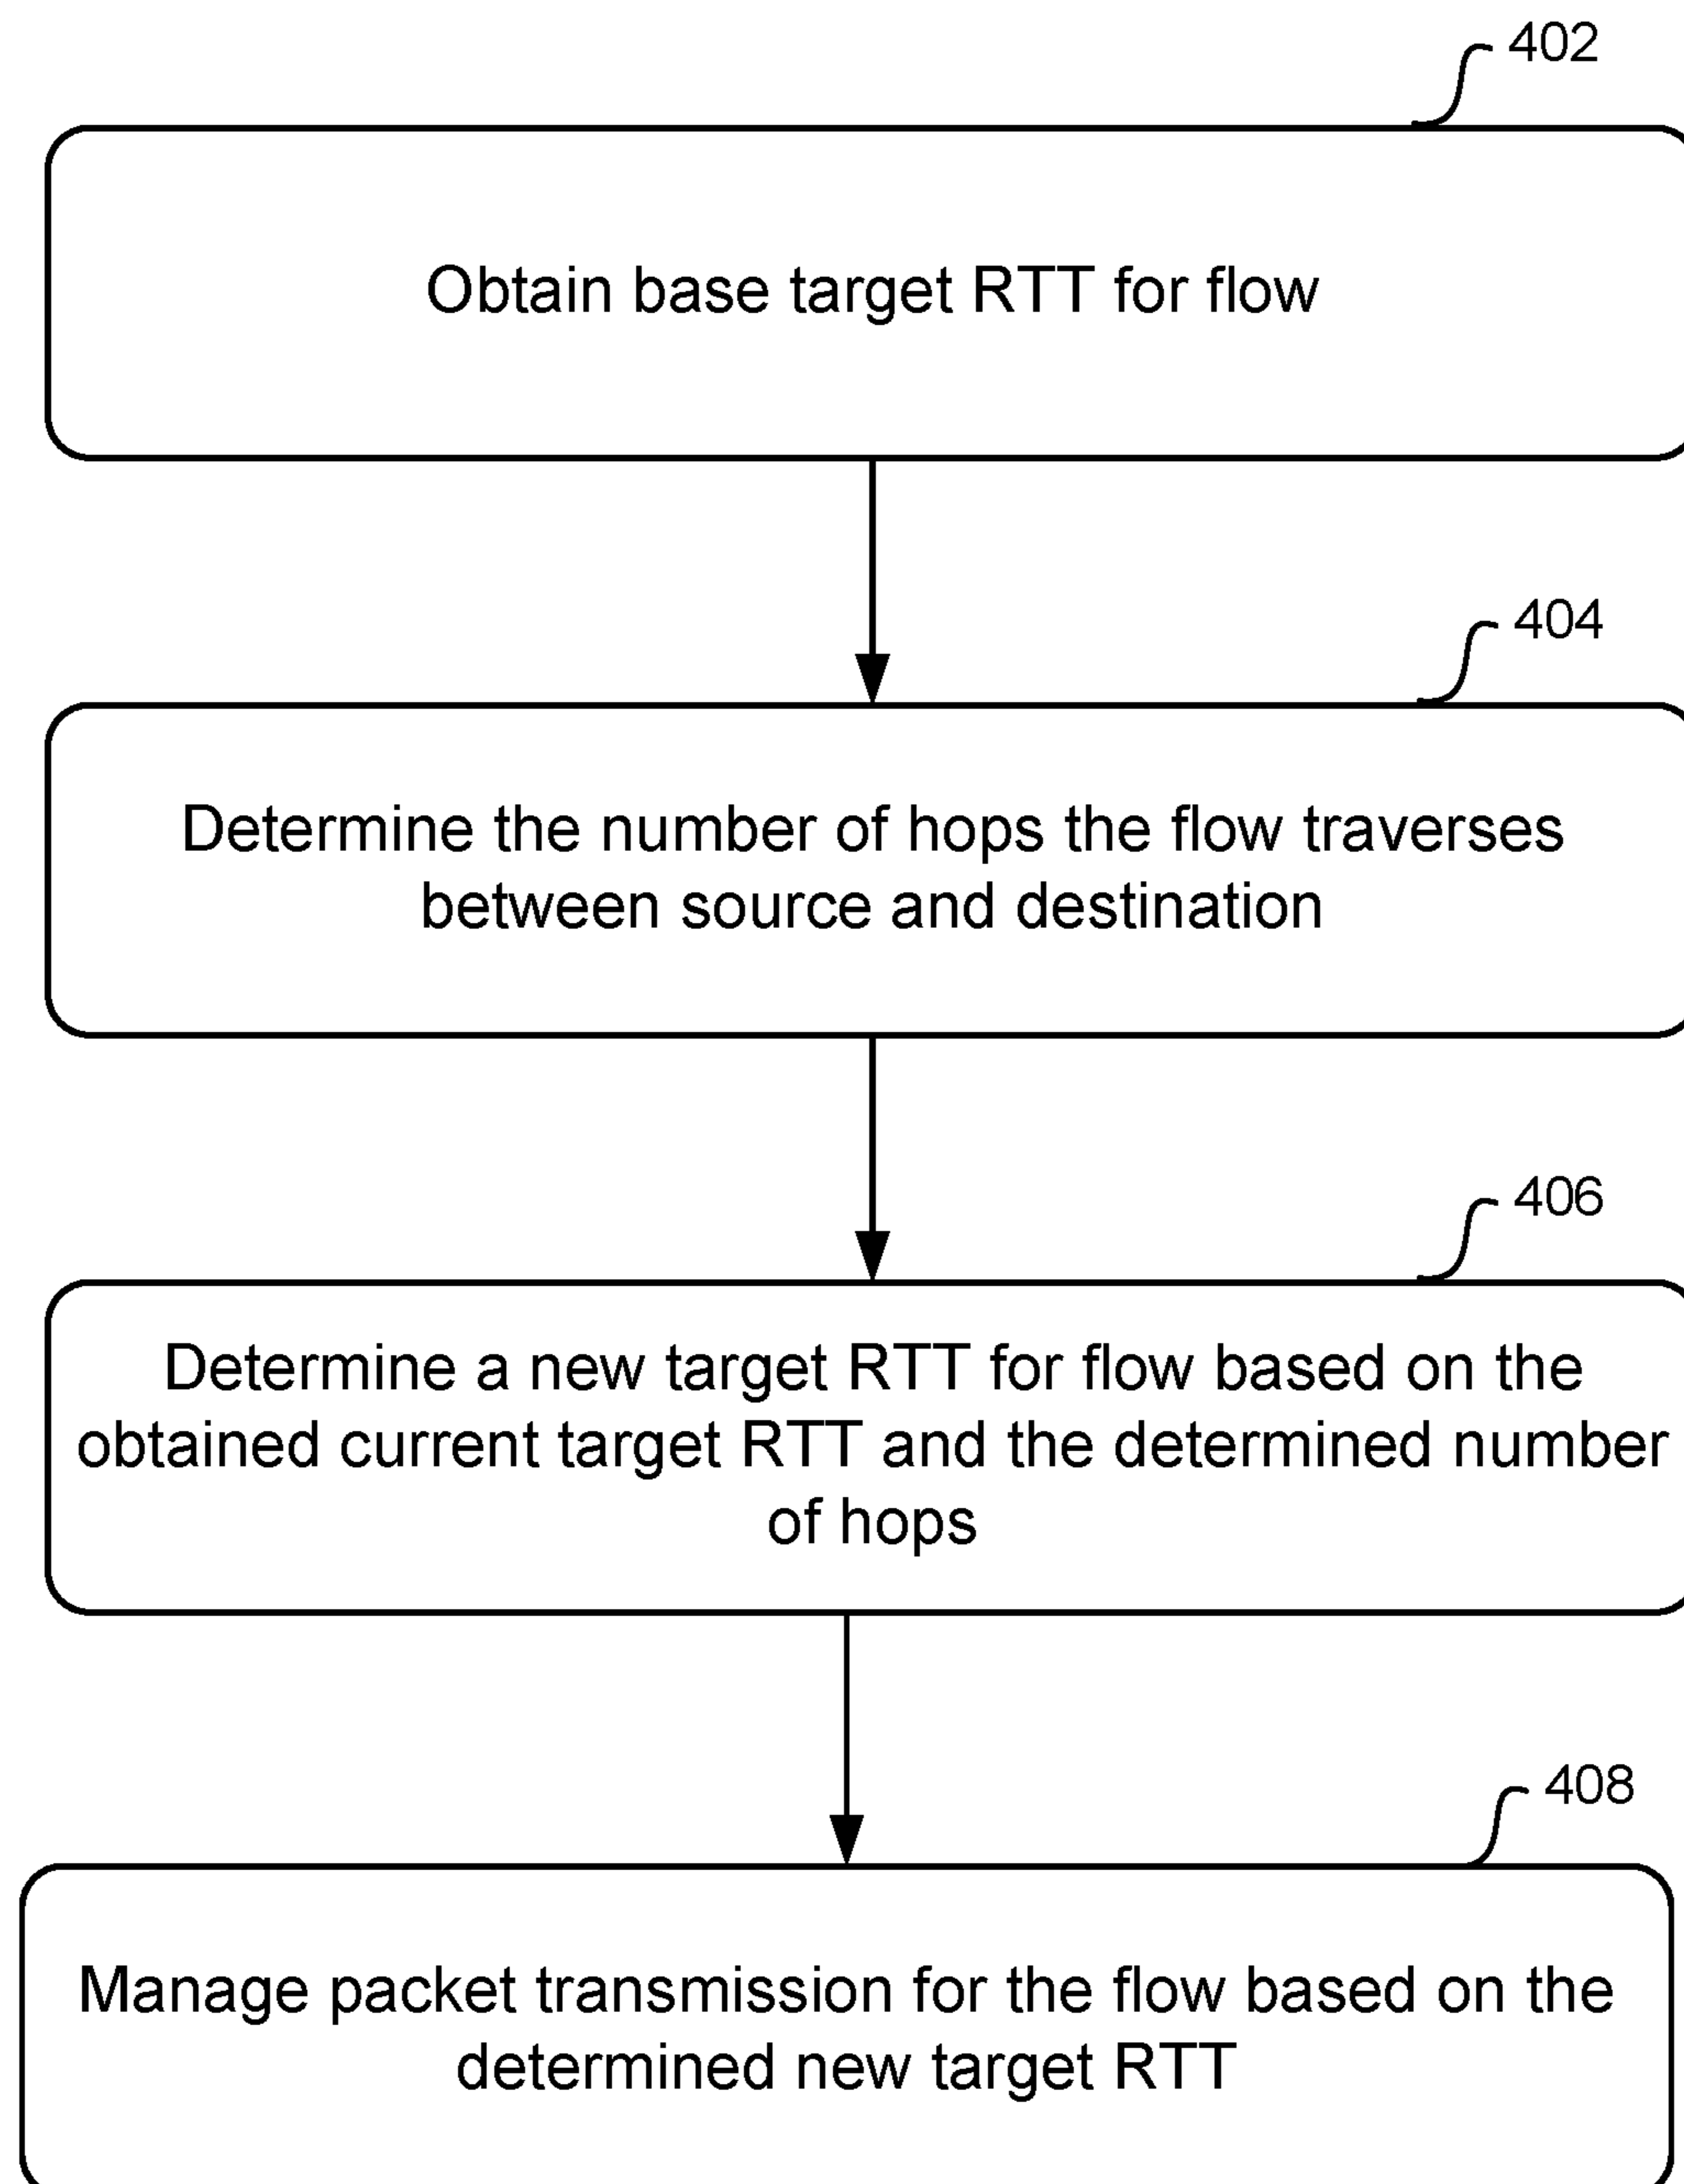 402
Obtain base target RTT for flow
404
Determine the number of hops the flow traverses
between source and destination
406
Determine a new target RTT for flow based on the
obtained current target RTT and the determined number
of hops
408
Manage packet transmission for the flow based on the
determined new target RTT